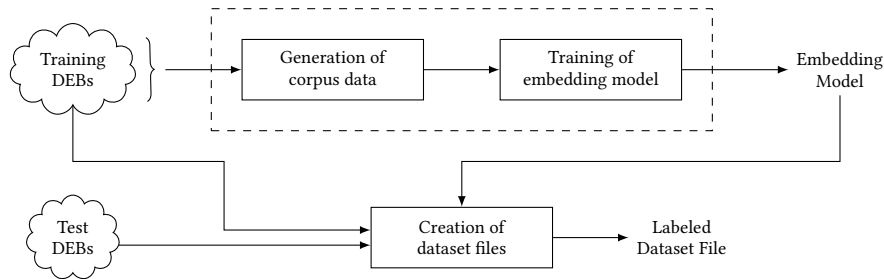 Training
DEBs
Generation of
corpus data
Training of
embedding model
Embedding
Model
Test
DEBs
Creation of
dataset files
Labeled
Dataset File